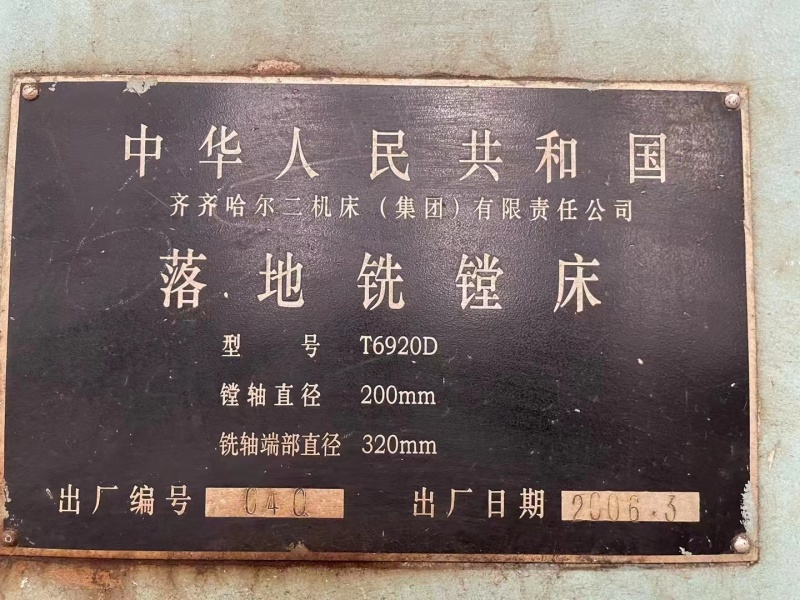 中华人民共和国
齐齐哈尔二机床（集团）有限责任公司
落地铣镗床
型号 T6920D
镗轴直径 200mm
铣轴端部直径 320mm
出厂编号 出厂日期 2006.3